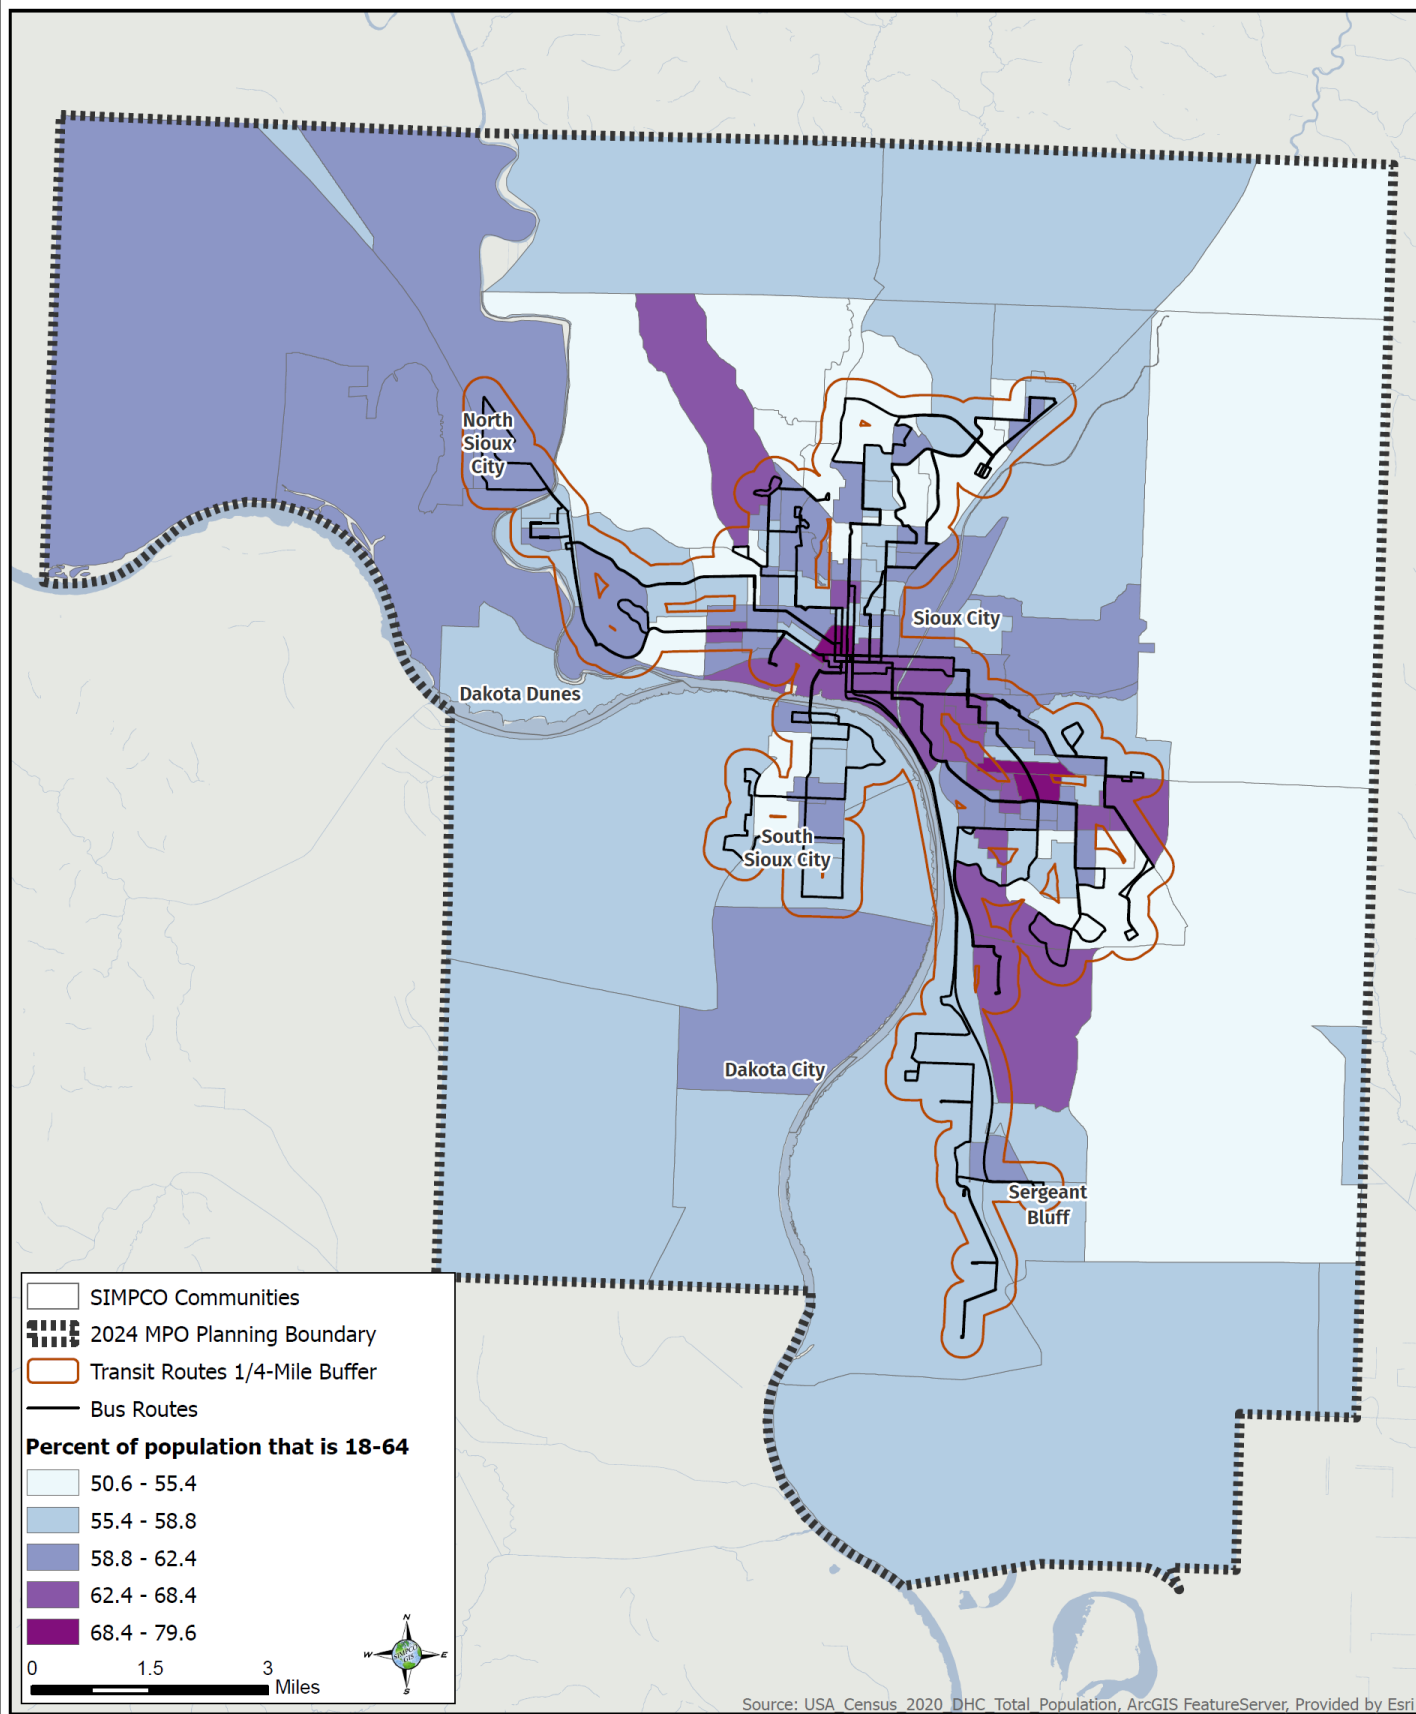 North
Sioux
City
Sioux City
Dakota Dunes
South
Sioux City
Dakota City
Sergeant
Bluff
SIMPCO Communities
2024 MPO Planning Boundary
Transit Routes 1/4-Mile Buffer
Bus Routes
Percent of population that is 18-64
50.6 - 55.4
55.4 - 58.8
58.8 - 62.4
62.4 - 68.4
68.4 - 79.6
N
W
SIMPCO
GIS
E
S
0 1.5 3
Miles
Source: USA_Census_2020_DHC_Total_Population, ArcGIS FeatureServer, Provided by Esri